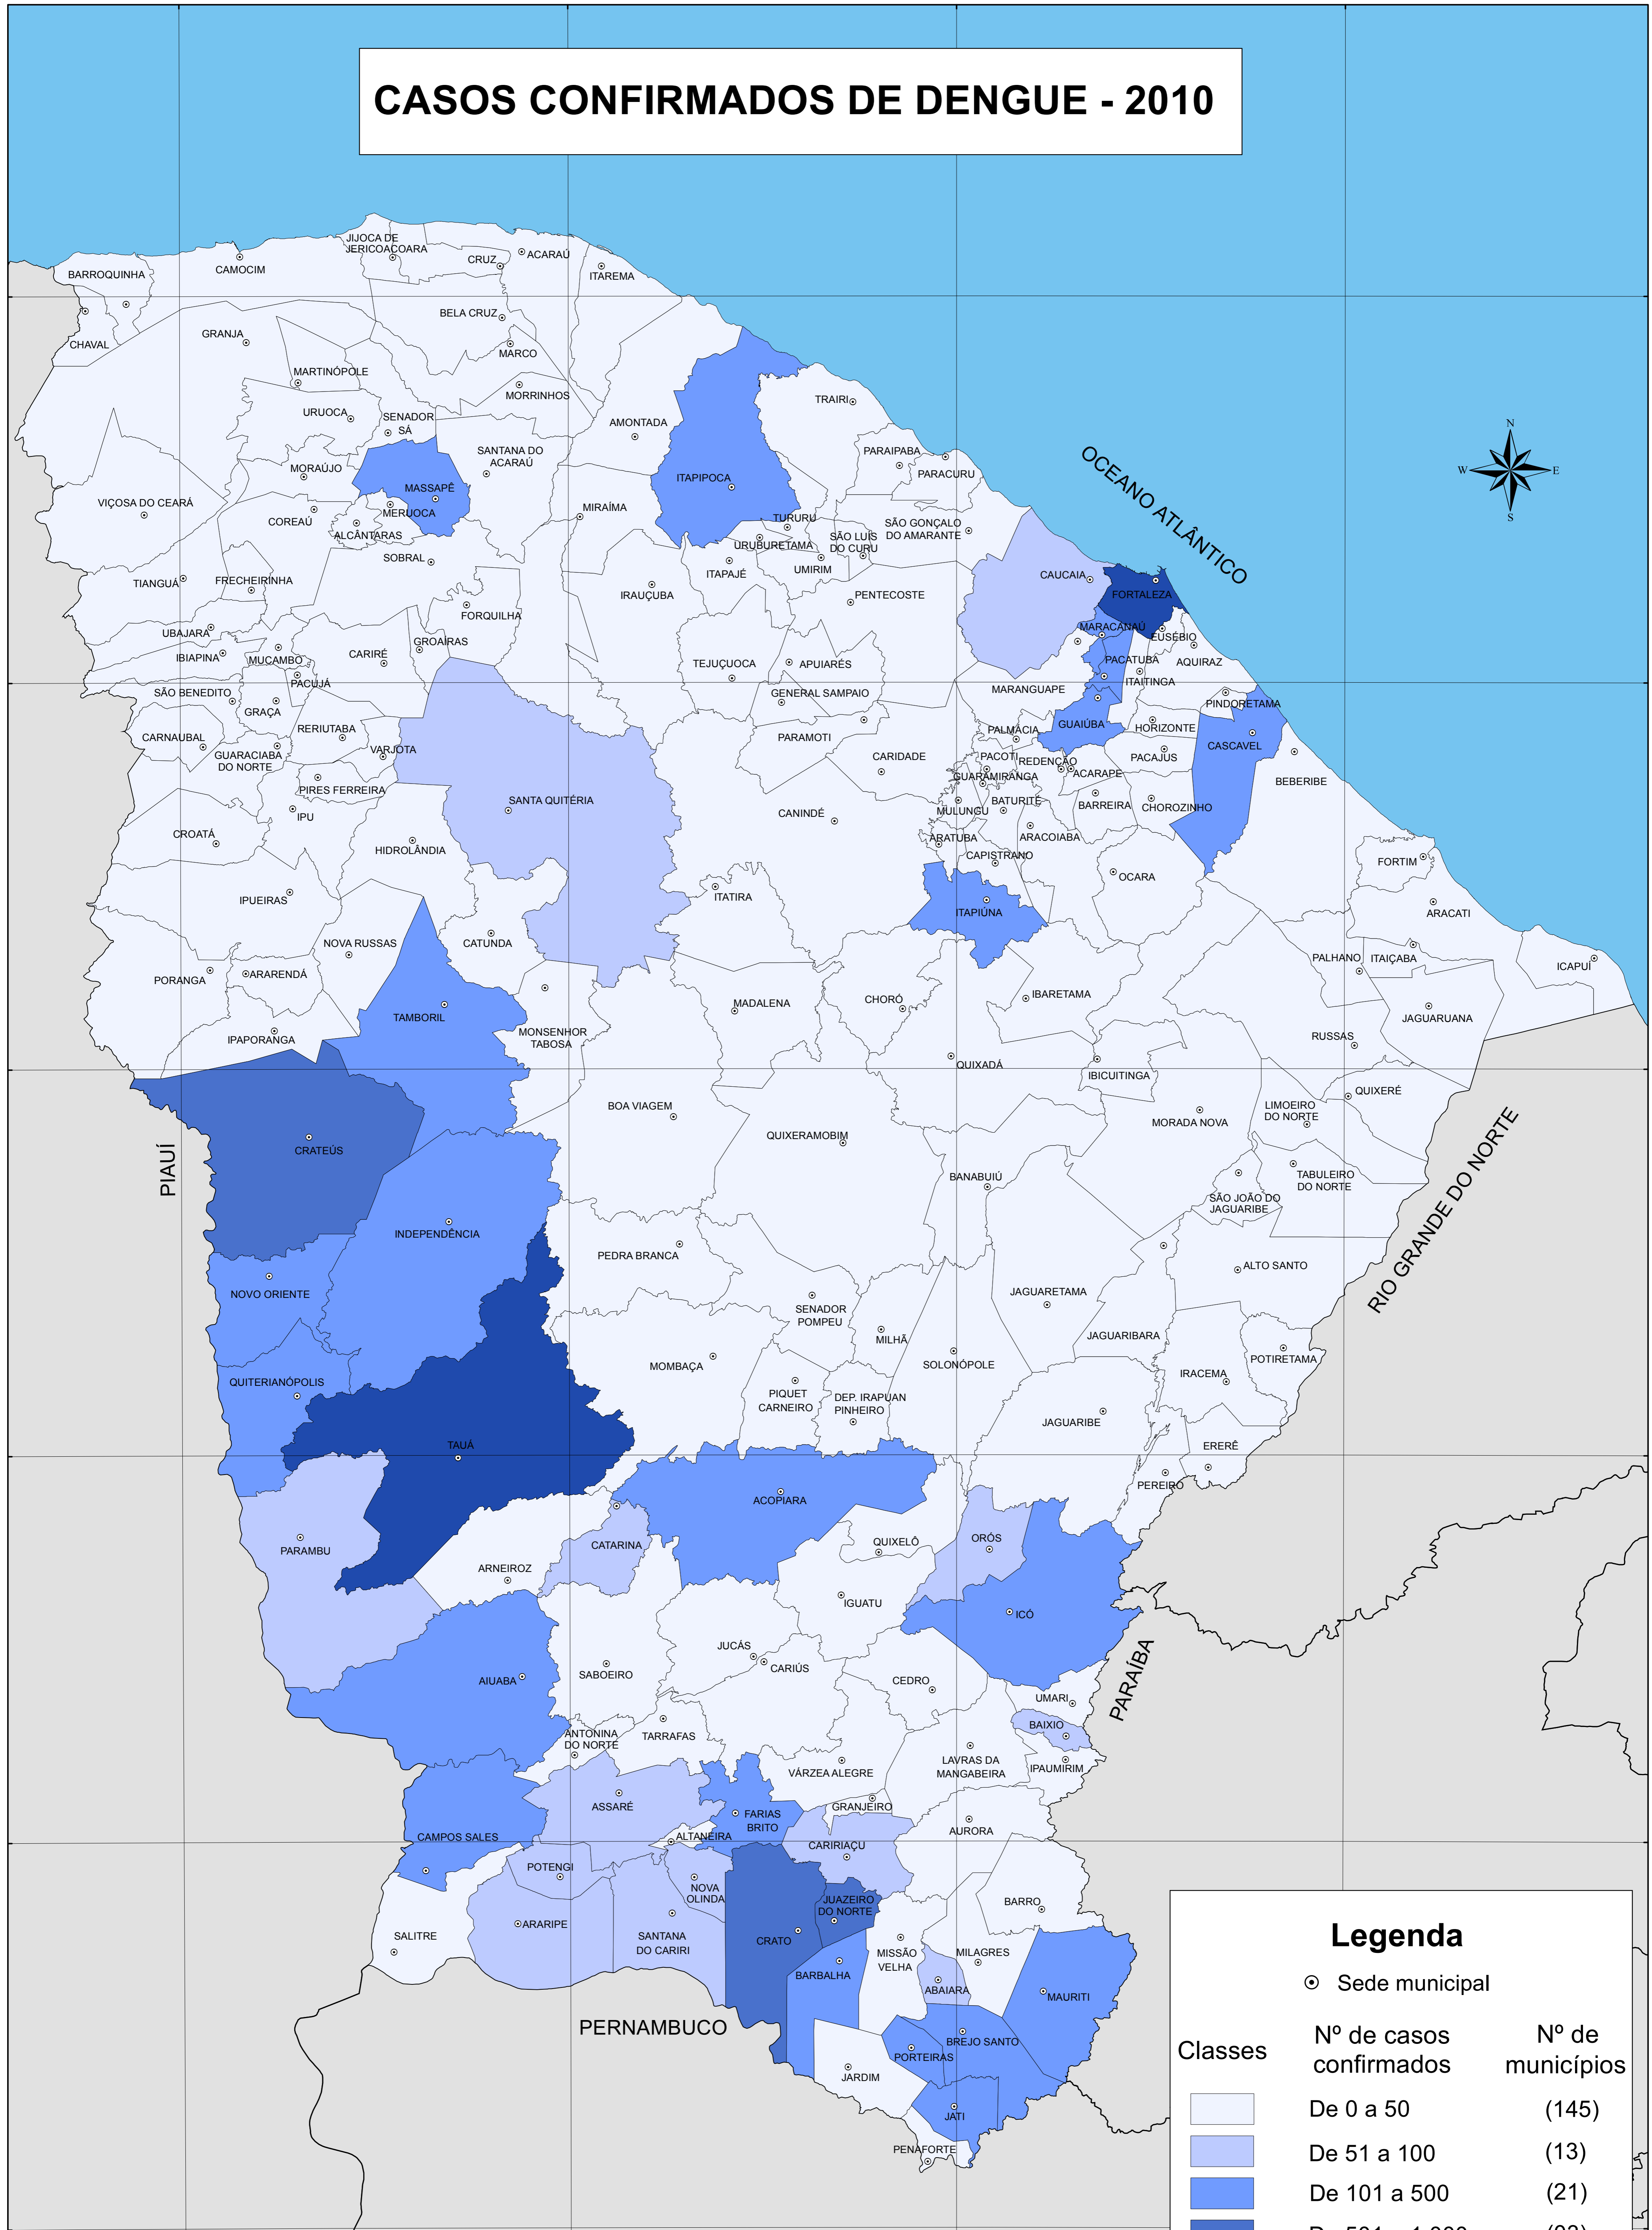 CASOS CONFIRMADOS DE DENGUE - 2010
JIJOCA DE
JERICOACOARA
CRUZ
ACARAÚ
BARROQUINHA
CAMOCIM
ITAREMA
BELA CRUZ
CHAVAL
GRANJA
MARCO
MARTINÓPOLE
MORRINHOS
TRAIRI
URUOCA
SENADOR
SÁ
AMONTADA
N
W
E
S
SANTANA DO
ACARAÚ
PARAIPABA
PARACURU
OCEANO ATLÂNTICO
MORAÚJO
ITAPIPOCA
MASSAPÊ
VIÇOSA DO CEARÁ
MERUOCA
MIRAÍMA
COREAÚ
TURURU
SÃO GONÇALO
DO AMARANTE
ALCÂNTARAS
URUBURETAMA
SÃO LUÍS
DO CURU
SOBRAL
ITAPAJÉ
UMIRIM
CAUCAIA
TIANGUÁ
FRECHEIRINHA
IRAUÇUBA
PENTECOSTE
FORTALEZA
FORQUILHA
UBAJARA
MARACANAÚ
EUSÉBIO
GROAÍRAS
IBIAPINA
MUCAMBO
CARIRÉ
TEJUÇUOCA
APUIARÉS
PACATUBA
AQUIRAZ
PACUJÁ
ITAITINGA
SÃO BENEDITO
GENERAL SAMPAIO
MARANGUAPE
PINDORETAMA
GRAÇA
RERIUTABA
GUAIÚBA
HORIZONTE
CARNAUBAL
PARAMOTI
PALMÁCIA
CASCAVEL
GUARACIABA
DO NORTE
VARJOTA
CARIDADE
PACOTI
REDENÇÃO
PACAJUS
GUARAMIRANGA
ACARAPE
BEBERIBE
PIRES FERREIRA
SANTA QUITÉRIA
MULUNGU
BATURITÉ
BARREIRA
CHOROZINHO
IPU
CANINDÉ
CROATÁ
ARATUBA
ARACOIABA
HIDROLÂNDIA
CAPISTRANO
FORTIM
OCARA
IPUEIRAS
ITATIRA
ITAPIÚNA
ARACATI
NOVA RUSSAS
CATUNDA
PALHANO
ITAIÇABA
ICAPUÍ
PORANGA
ARARENDÁ
MADALENA
CHORÓ
IBARETAMA
TAMBORIL
JAGUARUANA
IPAPORANGA
MONSENHOR
TABOSA
RUSSAS
QUIXADÁ
IBICUITINGA
QUIXERÉ
BOA VIAGEM
LIMOEIRO
DO NORTE
MORADA NOVA
QUIXERAMOBIM
CRATEÚS
PIAUÍ
BANABUIÚ
TABULEIRO
DO NORTE
SÃO JOÃO DO
JAGUARIBE
RIO GRANDE DO NORTE
INDEPENDÊNCIA
PEDRA BRANCA
ALTO SANTO
NOVO ORIENTE
JAGUARETAMA
SENADOR
POMPEU
MILHÃ
JAGUARIBARA
SOLONÓPOLE
MOMBAÇA
POTIRETAMA
QUITERIANÓPOLIS
IRACEMA
PIQUET
CARNEIRO
DEP. IRAPUAN
PINHEIRO
JAGUARIBE
TAUÁ
ERERÊ
PEREIRO
ACOPIARA
PARAMBU
CATARINA
QUIXELÔ
ORÓS
ARNEIROZ
IGUATU
ICÓ
JUCÁS
CARIÚS
PARAÍBA
SABOEIRO
AIUABA
CEDRO
UMARI
BAIXIO
ANTONINA
DO NORTE
TARRAFAS
LAVRAS DA
MANGABEIRA
IPAUMIRIM
VÁRZEA ALEGRE
ASSARÉ
GRANJEIRO
FARIAS
BRITO
AURORA
CAMPOS SALES
ALTANEIRA
CARIRIAÇU
POTENGI
NOVA
OLINDA
JUAZEIRO
DO NORTE
BARRO
ARARIPE
SALITRE
SANTANA
DO CARIRI
CRATO
MISSÃO
VELHA
MILAGRES
BARBALHA
ABAIARA
MAURITI
PERNAMBUCO
BREJO SANTO
PORTEIRAS
JARDIM
JATI
PENAFORTE
Legenda
Sede municipal
Classes
Nº de casos
confirmados
Nº de
municípios
De 0 a 50
(145)
De 51 a 100
(13)
De 101 a 500
(21)